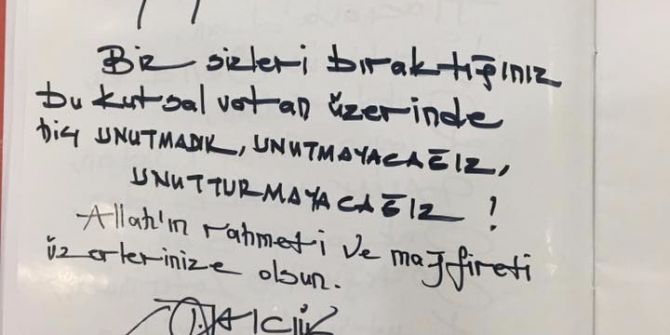 Biz sizleri bıraktığınız
bu kutsal vatan üzerinde
hiç UNUTMADIK, UNUTMAYACAĞIZ,
UNUTTURMAYACAĞIZ !
Allah'ın rahmeti ve mağfireti
üzerlerinize olsun.